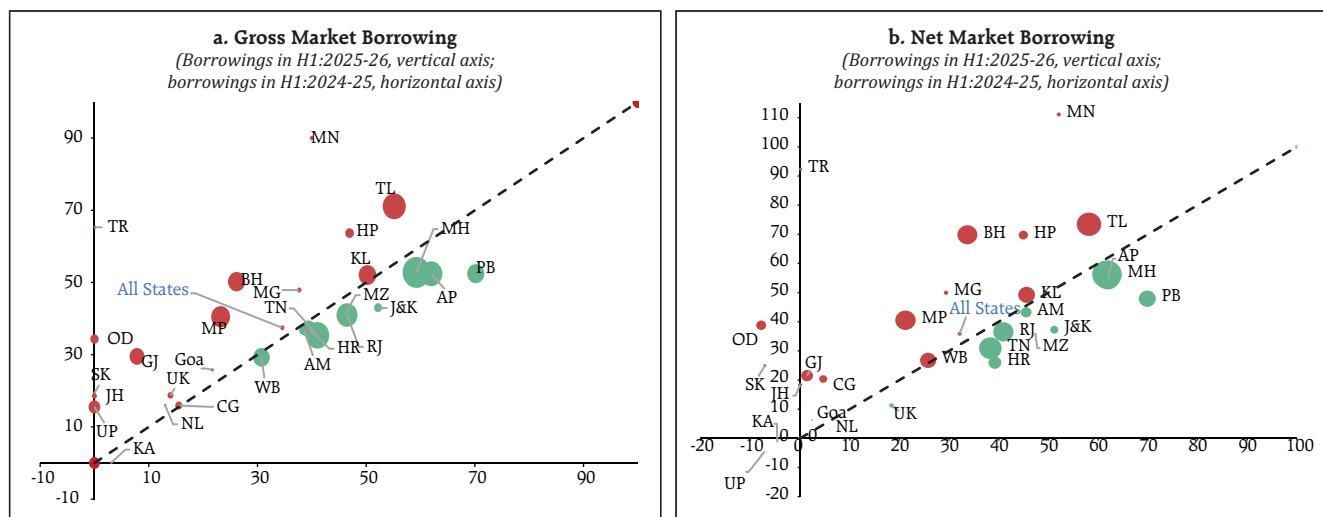 a. Gross Market Borrowing
(Borrowings in H1:2025-26, vertical axis;
borrowings in H1:2024-25, horizontal axis)
90
MN
TL
70
TR
HP
MH
KL
PB
50
BH
All States
MG
MZ
AP
TN
J&K
MP
OD
30
GJ
Goa
HR
RJ
AM
WB
SK
JH
UK
CG
10
UP
NL
KA
-10
10
30
50
70
-10
b. Net Market Borrowing
(Borrowings in H1:2025-26, vertical axis;
borrowings in H1:2024-25, horizontal axis)
110
MN
100
90
TR
80
70
BH
HP
TL
60
AP
MH
50
MG
KL
PB
All States
AM
40
MP
RJ
J&K
OD
TN
MZ
30
WB
HR
GJ
20
SK
JH
CG
10
KA
Goa
UK
NL
0
-20
-10
0
10
20
30
40
50
60
70
80
90
100
-10
UP
-20